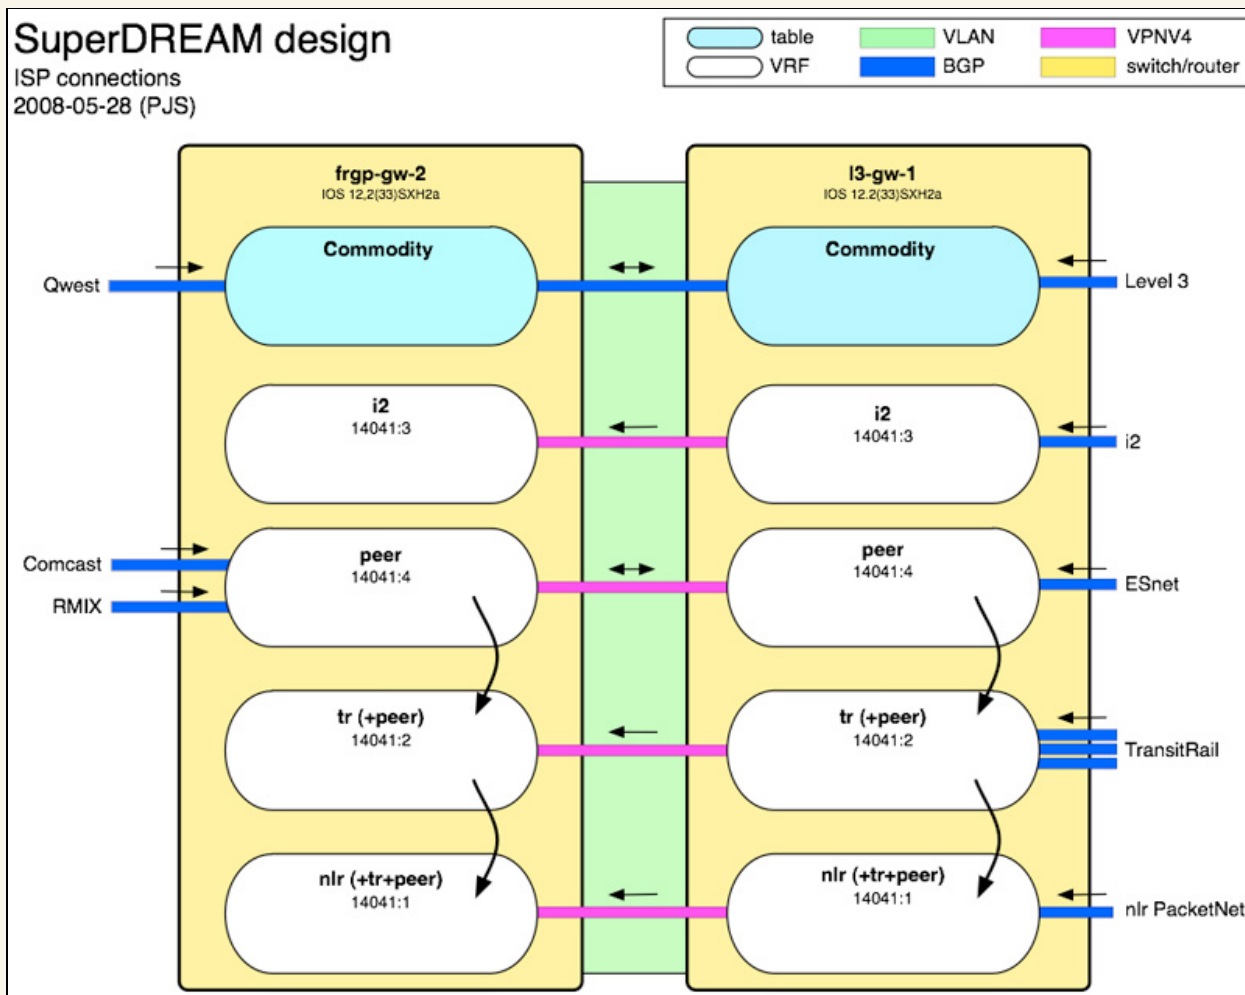 SuperDREAM design
ISP connections
2008-05-28 (PJS)
table
VLAN
VPNV4
VRF
BGP
switch/router
frgp-gw-2
IOS 12,2(33)SXH2a
l3-gw-1
IOS 12.2(33)SXH2a
Commodity
Commodity
Qwest
Level 3
i2
14041:3
i2
14041:3
i2
peer
14041:4
peer
14041:4
Comcast
RMIX
ESnet
tr (+peer)
14041:2
tr (+peer)
14041:2
TransitRail
nlr (+tr+peer)
14041:1
nlr (+tr+peer)
14041:1
nlr PacketNet